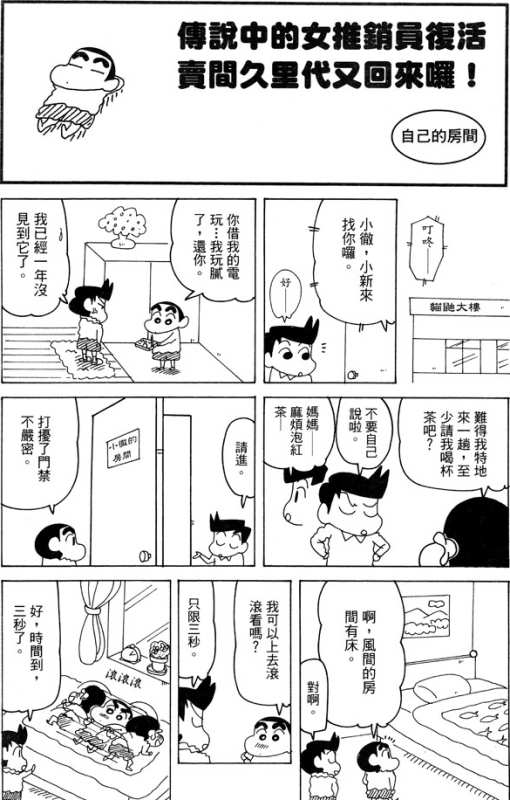 傳說中的女推銷員復活
賣間久里代又回來囉！
自己的房間
叮咚—
貓鼬大樓
小徹，小新來
找你囉。
好
你借我的電
玩…我玩膩
了，還你。
我已經一年沒
見到它了。
難得我特地
來一趟，至
少請我喝杯
茶吧？
不要自己
說啦。
媽媽—
麻煩泡紅
茶—
請進。
小徹的
房間
打擾了門禁
不嚴密。
啊，風間的房
間有床。
對啊。
我可以上去滾
滾看嗎？
只限三秒。
滾滾滾
好，時間到，
三秒了。